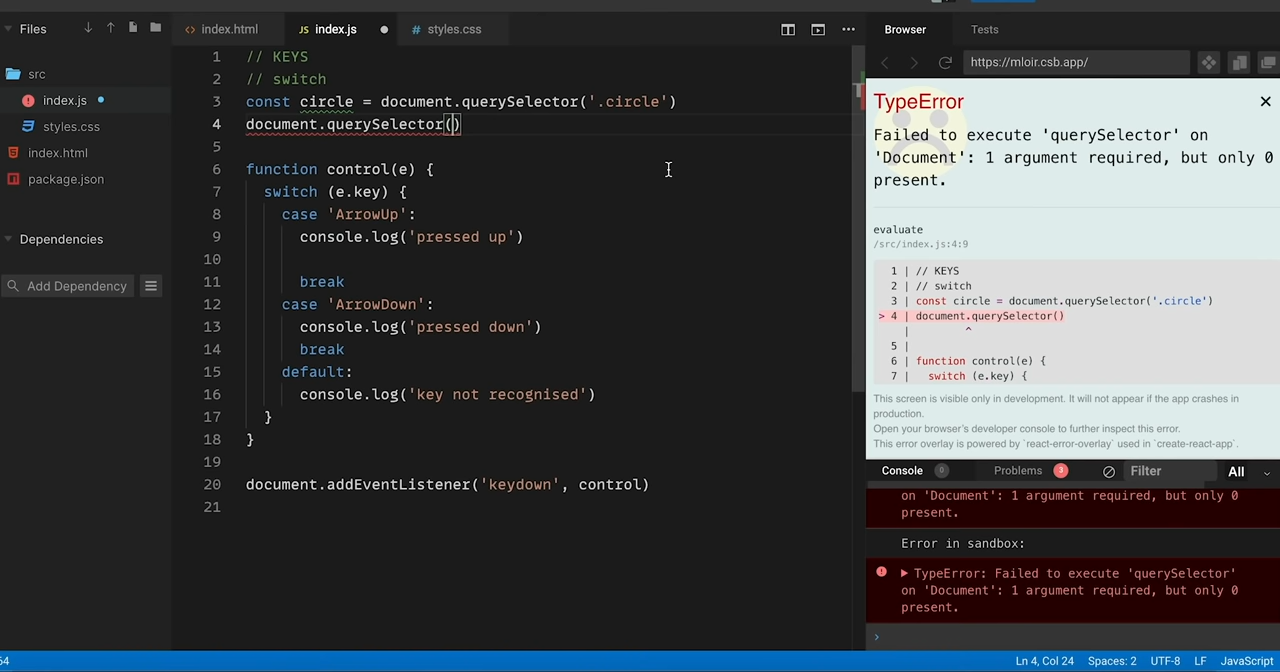 Files
index.html
JS index.js
# styles.css
Browser
Tests
https://mloir.csb.app/
src
index.js
styles.css
index.html
package.json
Dependencies
Add Dependency
1 // KEYS
2 // switch
3 const circle = document.querySelector('.circle')
4 document.querySelector()
5
6 function control(e) {
7 switch (e.key) {
8 case 'ArrowUp':
9 console.log('pressed up')
10
11 break
12 case 'ArrowDown':
13 console.log('pressed down')
14 break
15 default:
16 console.log('key not recognised')
17 }
18 }
19
20 document.addEventListener('keydown', control)
21
TypeError
Failed to execute 'querySelector' on
'Document': 1 argument required, but only 0
present.
evaluate
/src/index.js:4:9
1 | // KEYS
2 | // switch
3 | const circle = document.querySelector('.circle')
> 4 | document.querySelector()
| ^
5 |
6 | function control(e) {
7 | switch (e.key) {
This screen is visible only in development. It will not appear if the app crashes in
production.
Open your browser's developer console to further inspect this error.
This error overlay is powered by `react-error-overlay` used in `create-react-app`.
Console 0 Problems 3 Filter All
on 'Document': 1 argument required, but only 0
present.
Error in sandbox:
TypeError: Failed to execute 'querySelector'
on 'Document': 1 argument required, but only 0
present.
64
Ln 4, Col 24 Spaces: 2 UTF-8 LF JavaScript